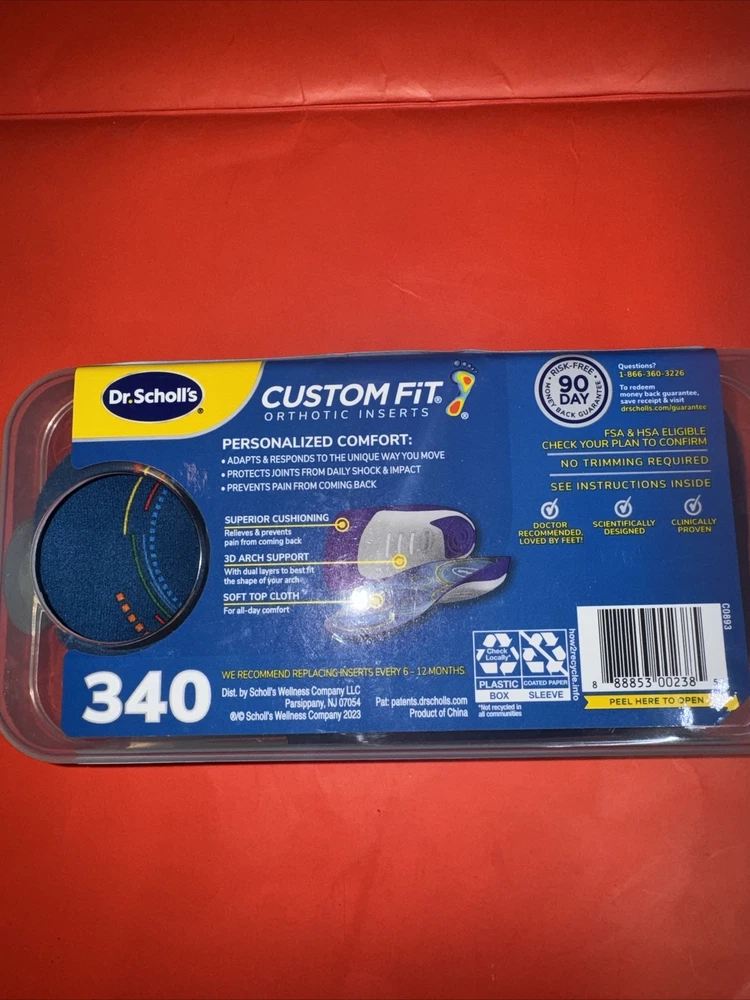 Dr.Scholl's®
CUSTOM FiT®
ORTHOTIC INSERTS
®
PERSONALIZED COMFORT:
• ADAPTS & RESPONDS TO THE UNIQUE WAY YOU MOVE
• PROTECTS JOINTS FROM DAILY SHOCK & IMPACT
• PREVENTS PAIN FROM COMING BACK
SUPERIOR CUSHIONING
Relieves & prevents
pain from coming back
3D ARCH SUPPORT
With dual layers to best fit
the shape of your arch
SOFT TOP CLOTH
For all-day comfort
RISK-FREE
90
DAY
MONEY BACK GUARANTEE
Questions?
1-866-360-3226
To redeem
money back guarantee,
save receipt & visit
drscholls.com/guarantee
FSA & HSA ELIGIBLE
CHECK YOUR PLAN TO CONFIRM
NO TRIMMING REQUIRED
SEE INSTRUCTIONS INSIDE
DOCTOR
RECOMMENDED,
LOVED BY FEET!
SCIENTIFICALLY
DESIGNED
CLINICALLY
PROVEN
340
WE RECOMMEND REPLACING INSERTS EVERY 6 – 12 MONTHS.
Dist. by Scholl's Wellness Company LLC
Parsippany, NJ 07054
®/© Scholl's Wellness Company 2023
Pat: patents.drscholls.com
Product of China
Check
Locally*
PLASTIC
BOX
COATED PAPER
SLEEVE
*Not recycled in
all communities
how2recycle.info
C0893
8 88853 00238 5
PEEL HERE TO OPEN